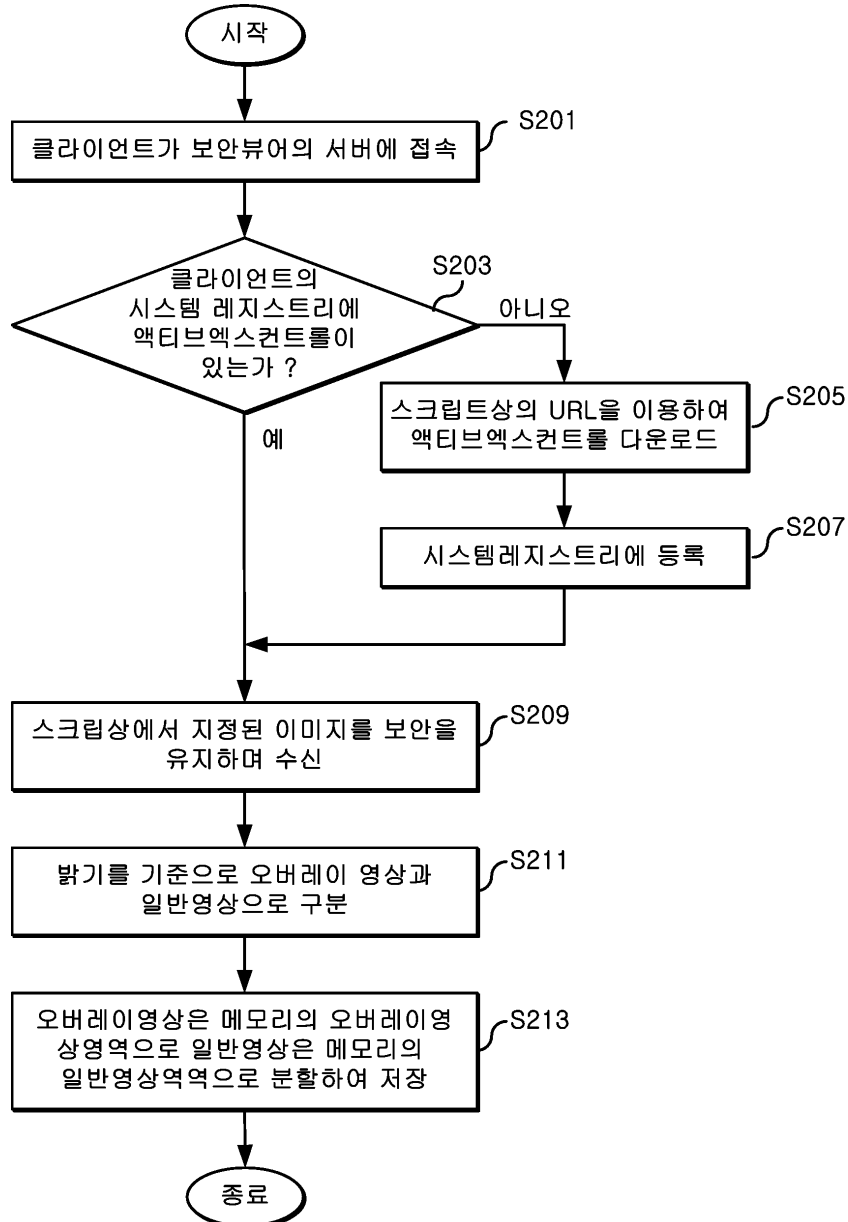 시작
S201
클라이언트가 보안뷰어의 서버에 접속
S203
클라이언트의
시스템 레지스트리에
액티브엑스컨트롤이
있는가 ?
아니오
예
S205
스크립트상의 URL을 이용하여
액티브엑스컨트롤 다운로드
S207
시스템레지스트리에 등록
S209
스크립상에서 지정된 이미지를 보안을
유지하며 수신
S211
밝기를 기준으로 오버레이 영상과
일반영상으로 구분
S213
오버레이영상은 메모리의 오버레이영
상영역으로 일반영상은 메모리의
일반영상역역으로 분할하여 저장
종료